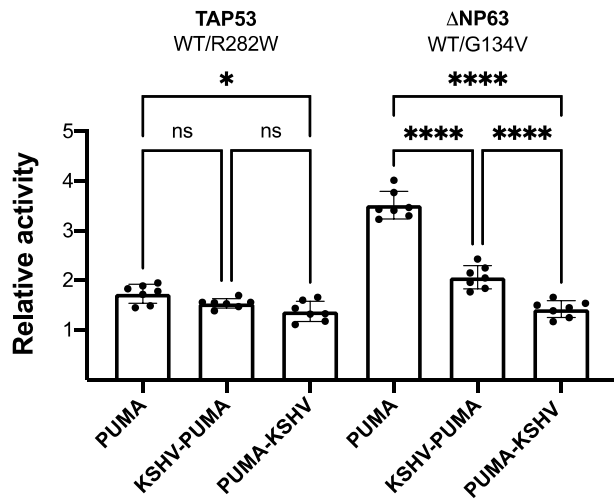 TAP53
WT/R282W
ΔNP63
WT/G134V
*
****
ns
ns
****
****
Relative activity
5
4
3
2
1
PUMA
KSHV-PUMA
PUMA-KSHV
PUMA
KSHV-PUMA
PUMA-KSHV